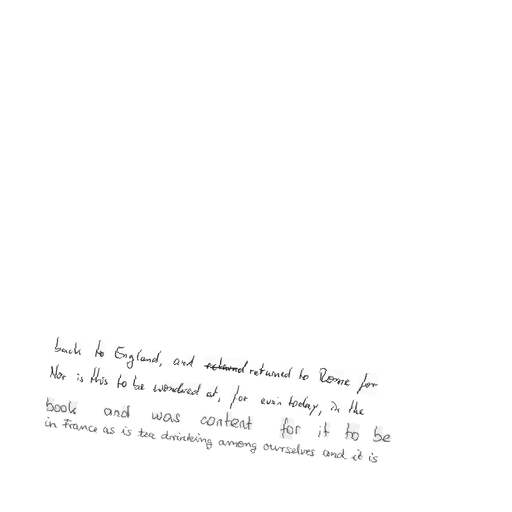 back to England, and returned returned to Rome for
Nor is this to be wondered at, for even today, in the
book and was content for it to be
in France as is tea drinking among ourselves and it is